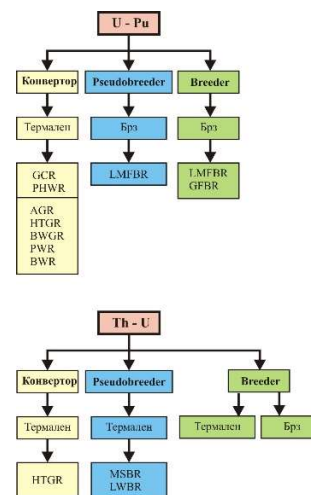 U - Pu
Конвертор
Pseudobreeder
Breeder
Термален
Брз
Брз
GCR
PHWR
LMFBR
LMFBR
GFBR
AGR
HTGR
BWGR
PWR
BWR
Th - U
Конвертор
Pseudobreeder
Breeder
Термален
Термален
Термален
Брз
HTGR
MSBR
LWBR